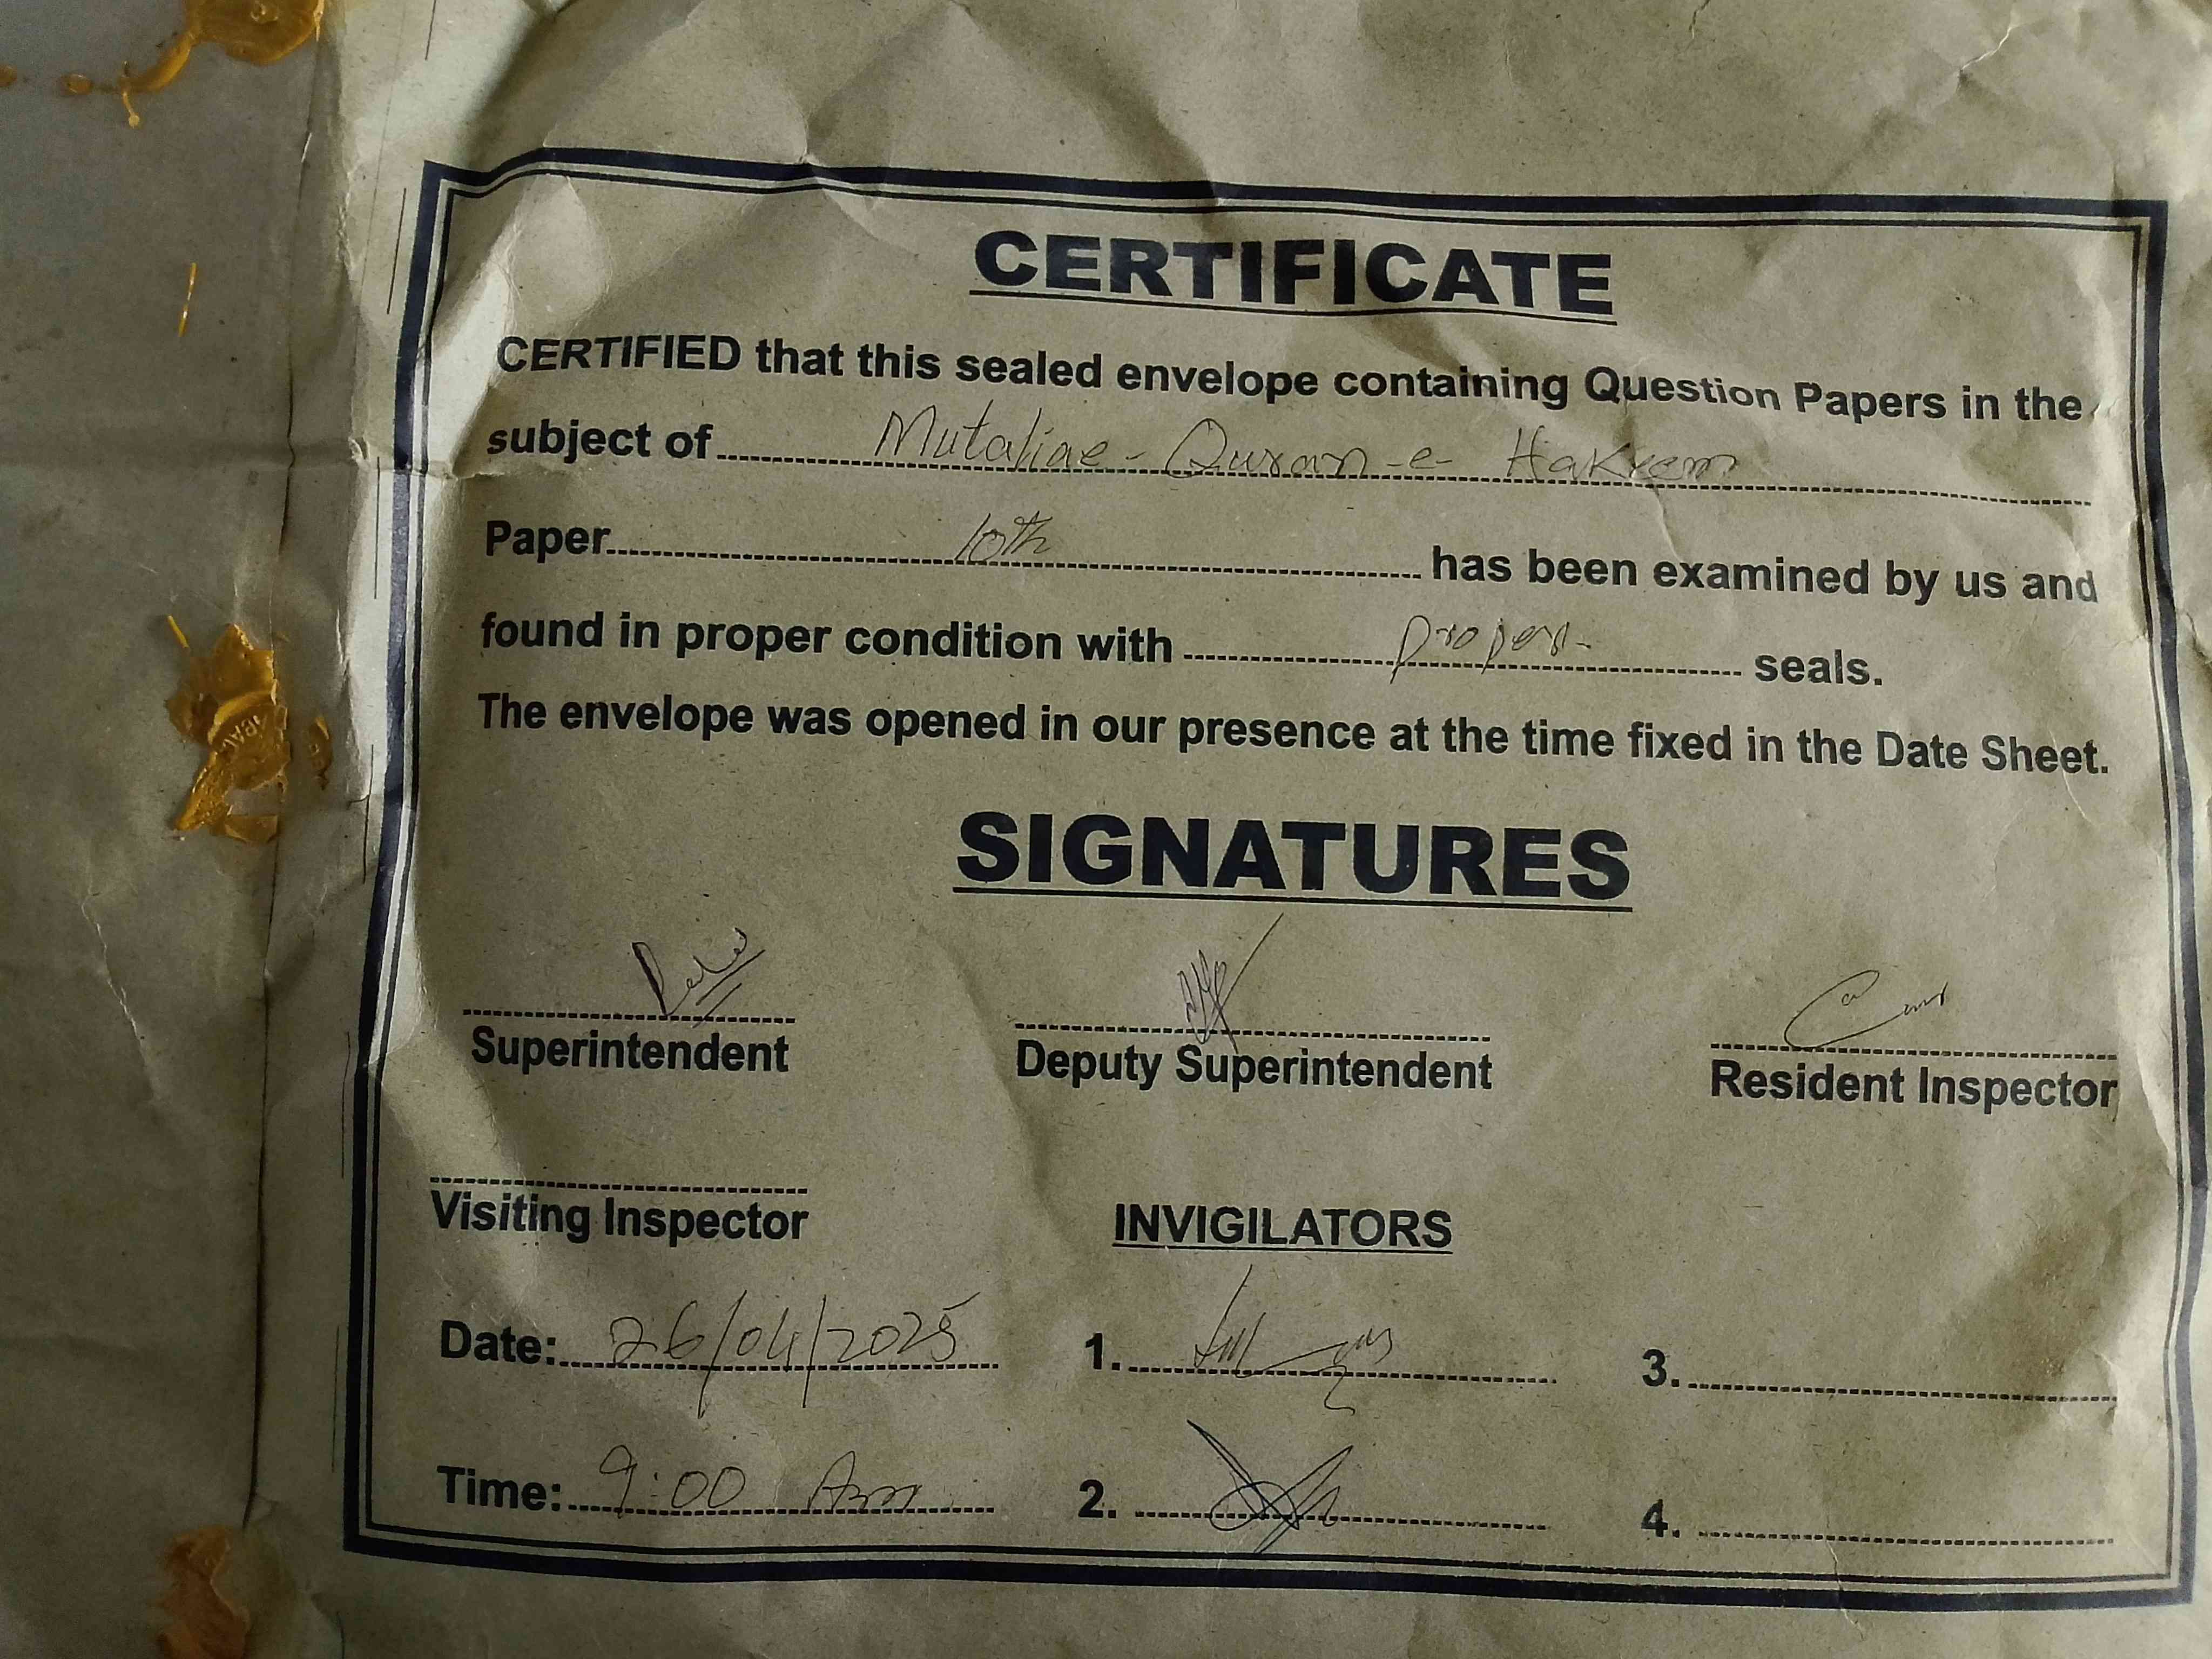 CERTIFICATE
CERTIFIED that this sealed envelope containing Question Papers in the
subject of Mutaliae - Quran -e- Hakeem
Paper 10th has been examined by us and
found in proper condition with proper seals.
The envelope was opened in our presence at the time fixed in the Date Sheet.
SIGNATURES
Superintendent Deputy Superintendent Resident Inspector
Visiting Inspector INVIGILATORS
Date: 26/04/2025 1. 3.
Time: 9:00 Am 2. 4.